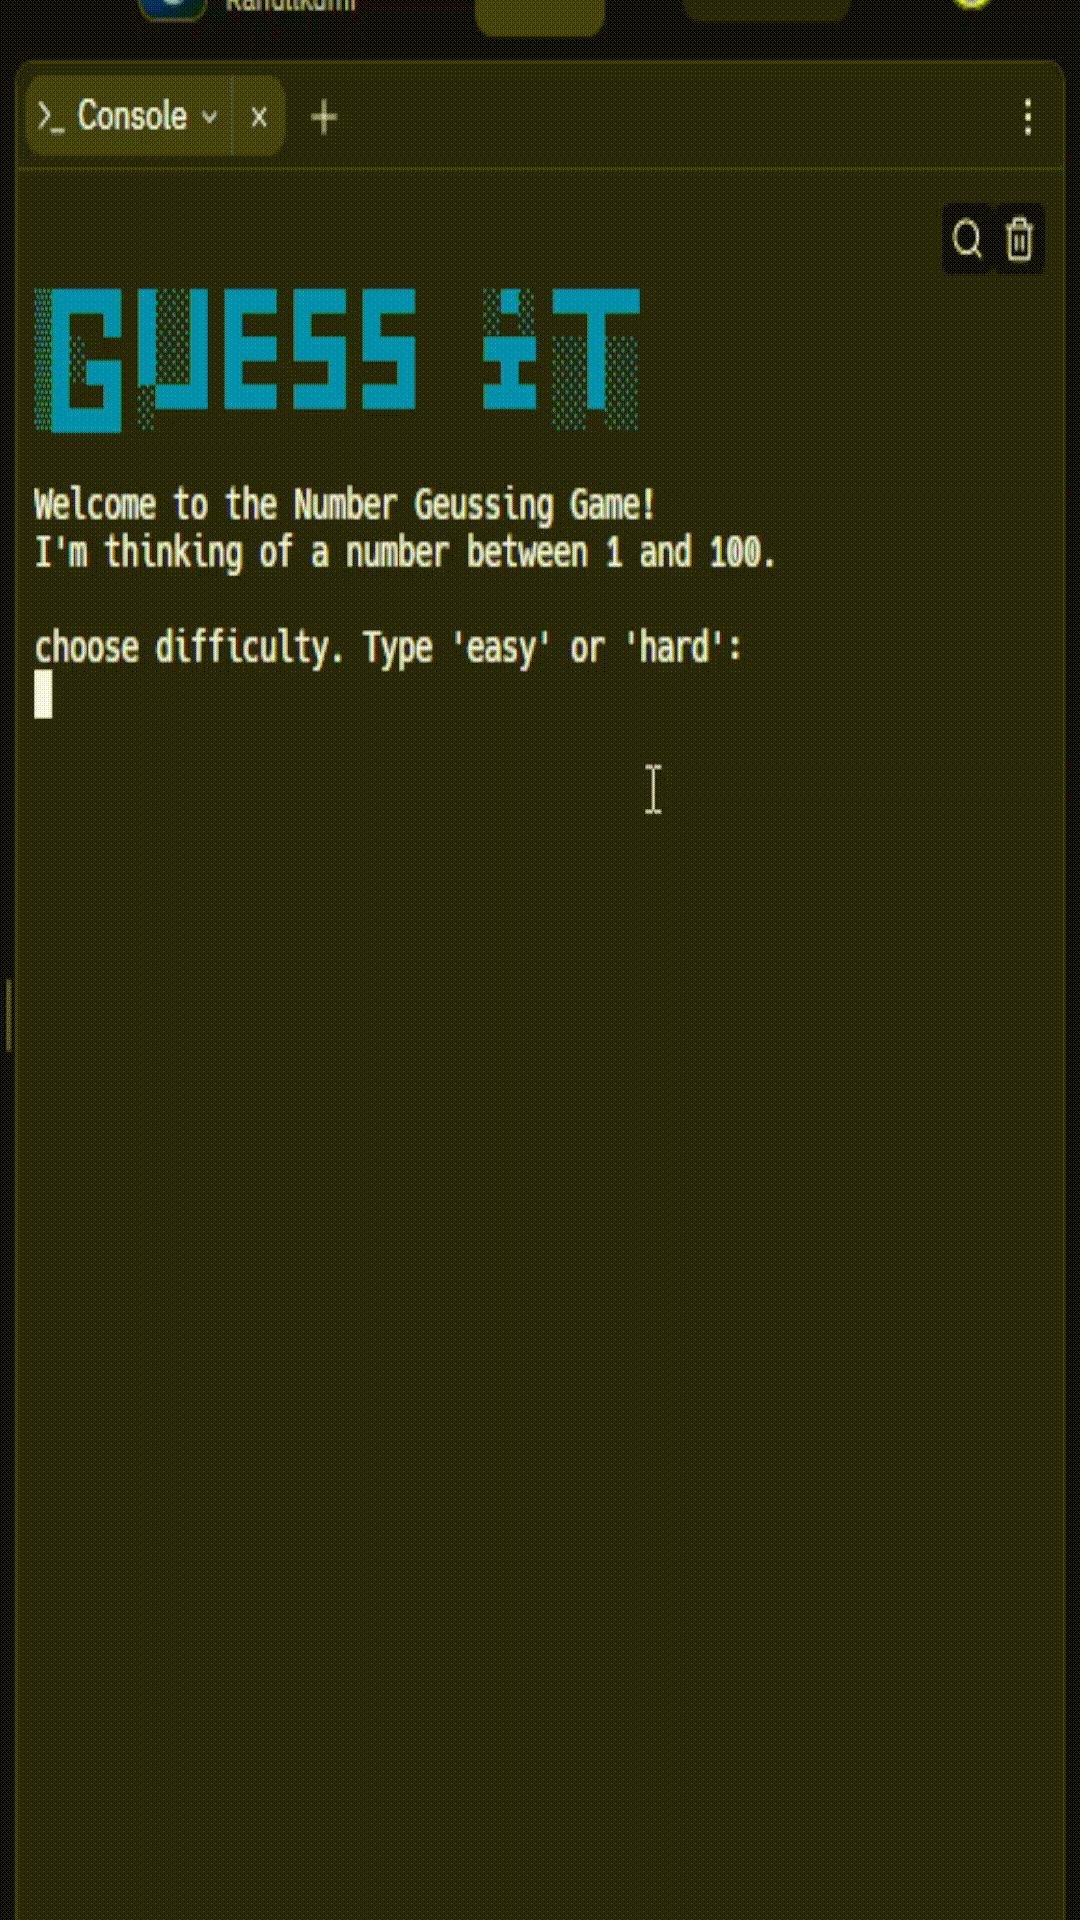 Console
GUESS iT
Welcome to the Number Geussing Game!
I'm thinking of a number between 1 and 100.
choose difficulty. Type 'easy' or 'hard':